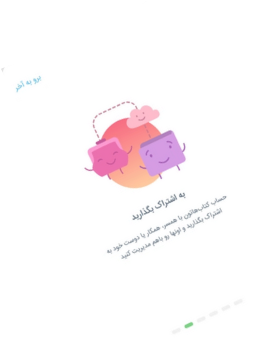 برو به آخر
به اشتراک بگذارید
حساب کتاب‌هاتون با همسر، همکار یا دوست خود به
اشتراک بگذارید و اونها رو باهم مدیریت کنید